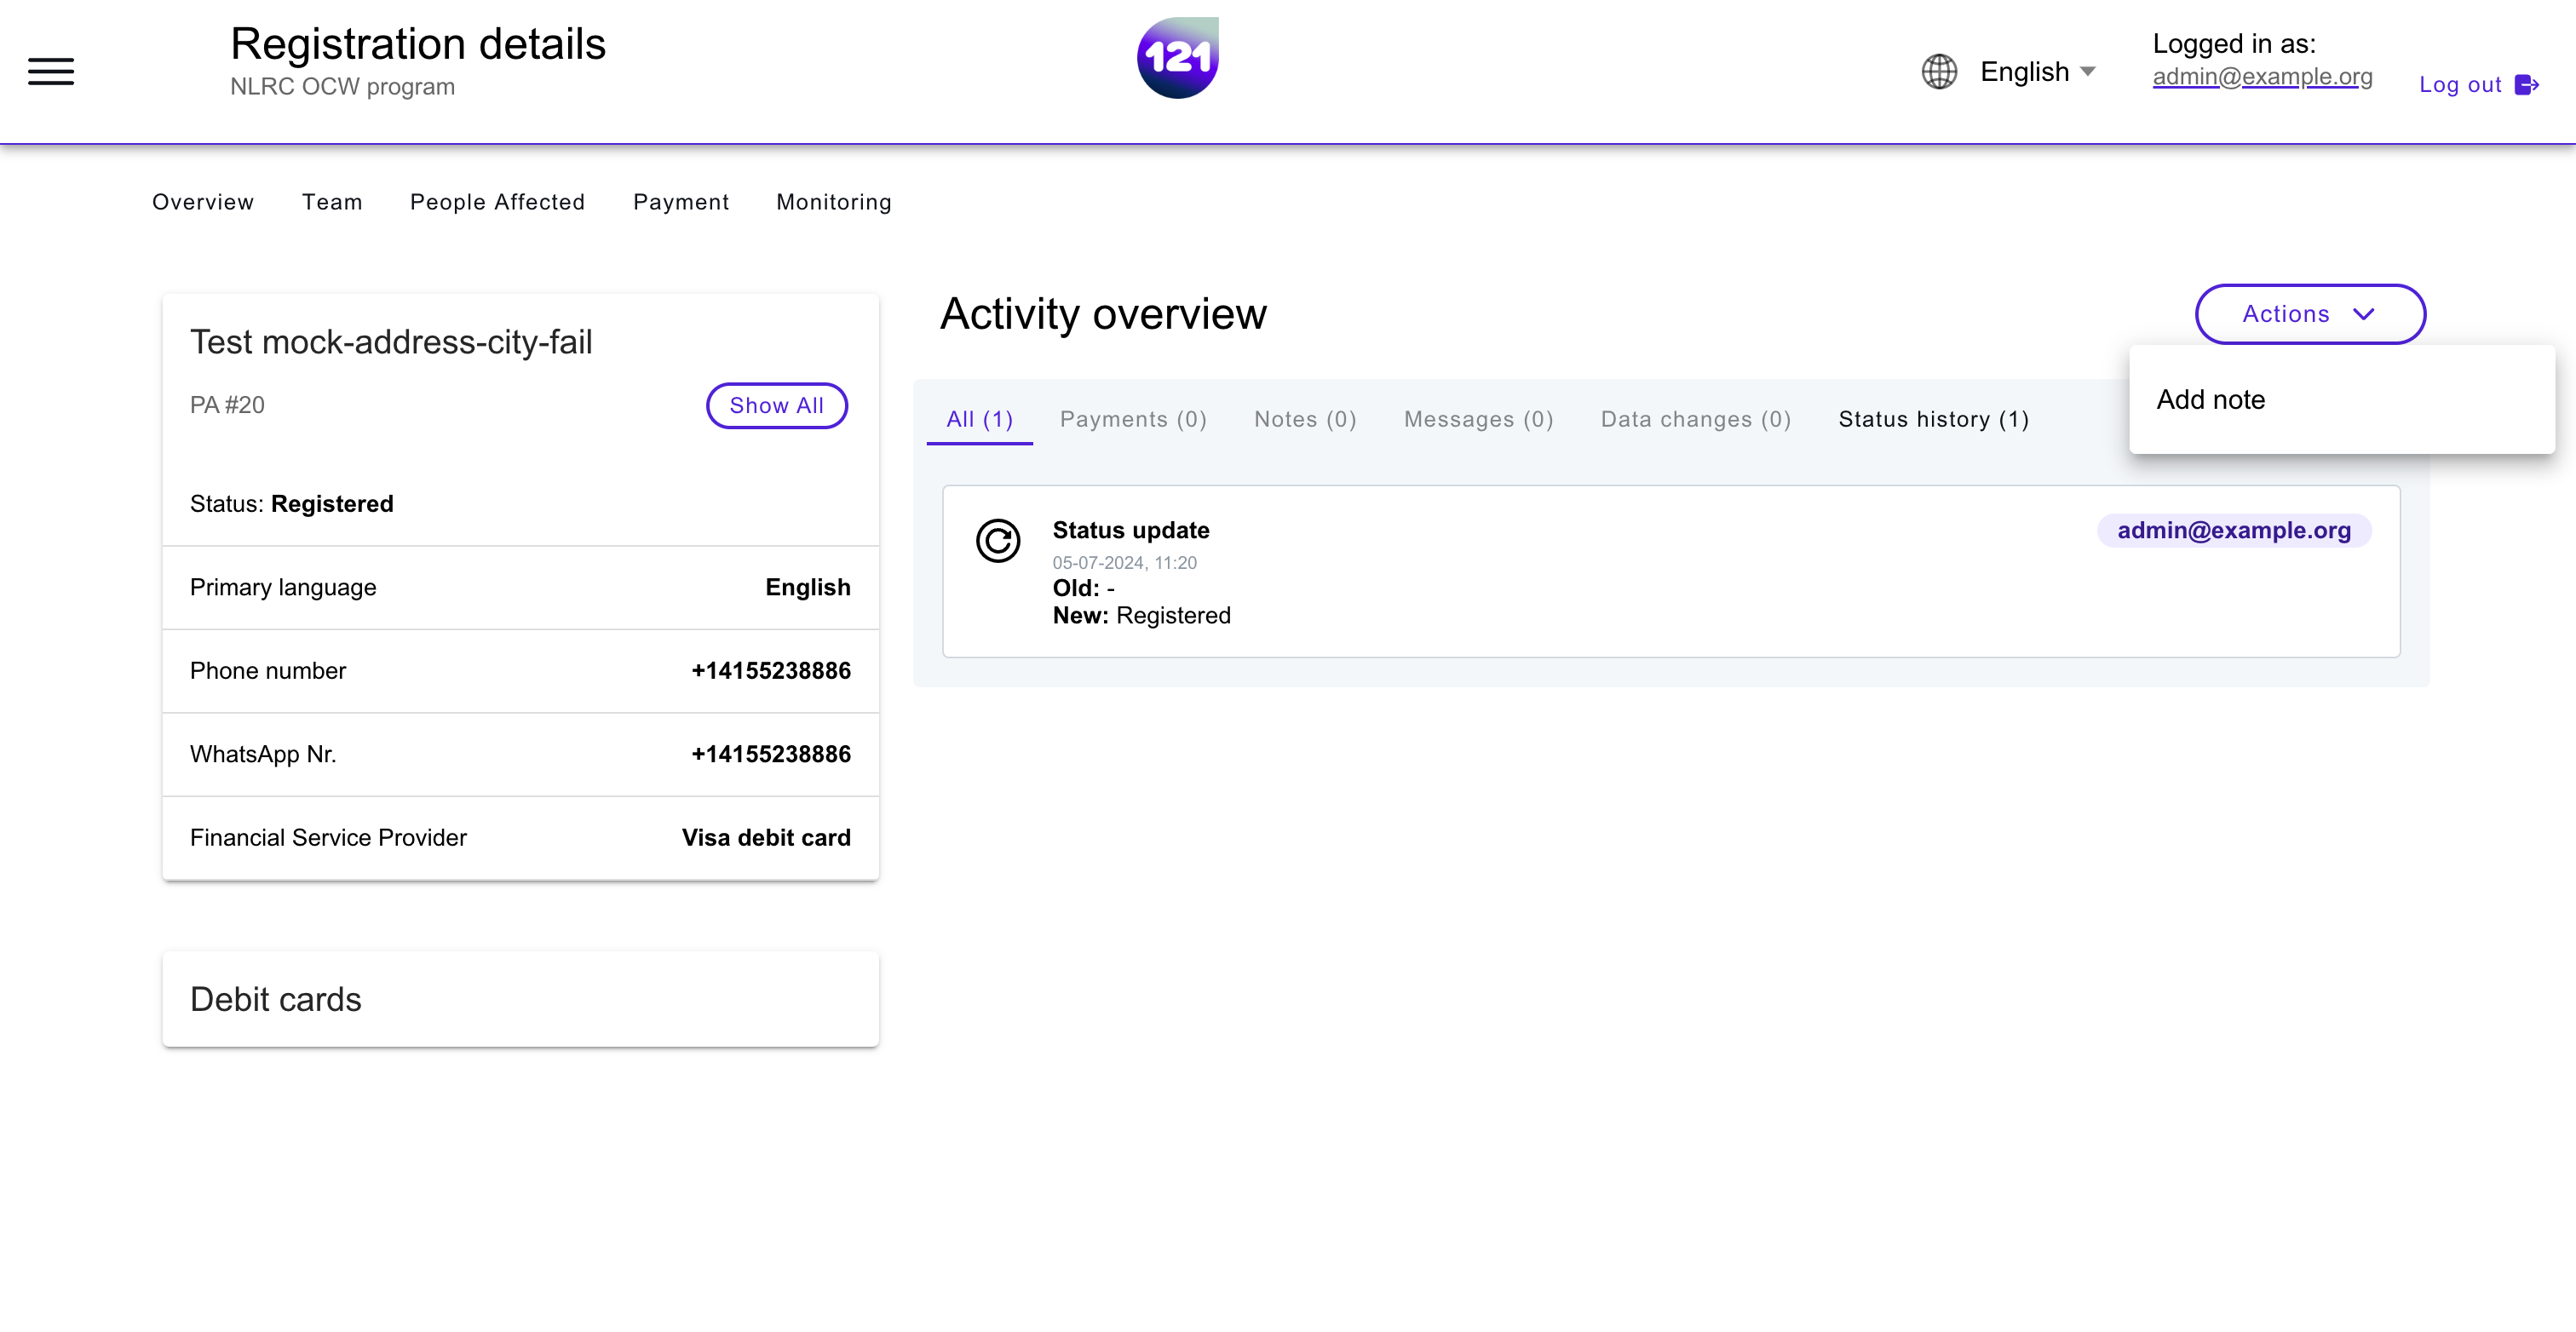 Registration details
NLRC OCW program
121
English
Logged in as:
admin@example.org
Log out
Overview
Team
People Affected
Payment
Monitoring
Test mock-address-city-fail
PA #20
Show All
Status: Registered
Primary language
English
Phone number
+14155238886
WhatsApp Nr.
+14155238886
Financial Service Provider
Visa debit card
Debit cards
Activity overview
Actions
Add note
All (1)
Payments (0)
Notes (0)
Messages (0)
Data changes (0)
Status history (1)
Status update
admin@example.org
05-07-2024, 11:20
Old: -
New: Registered